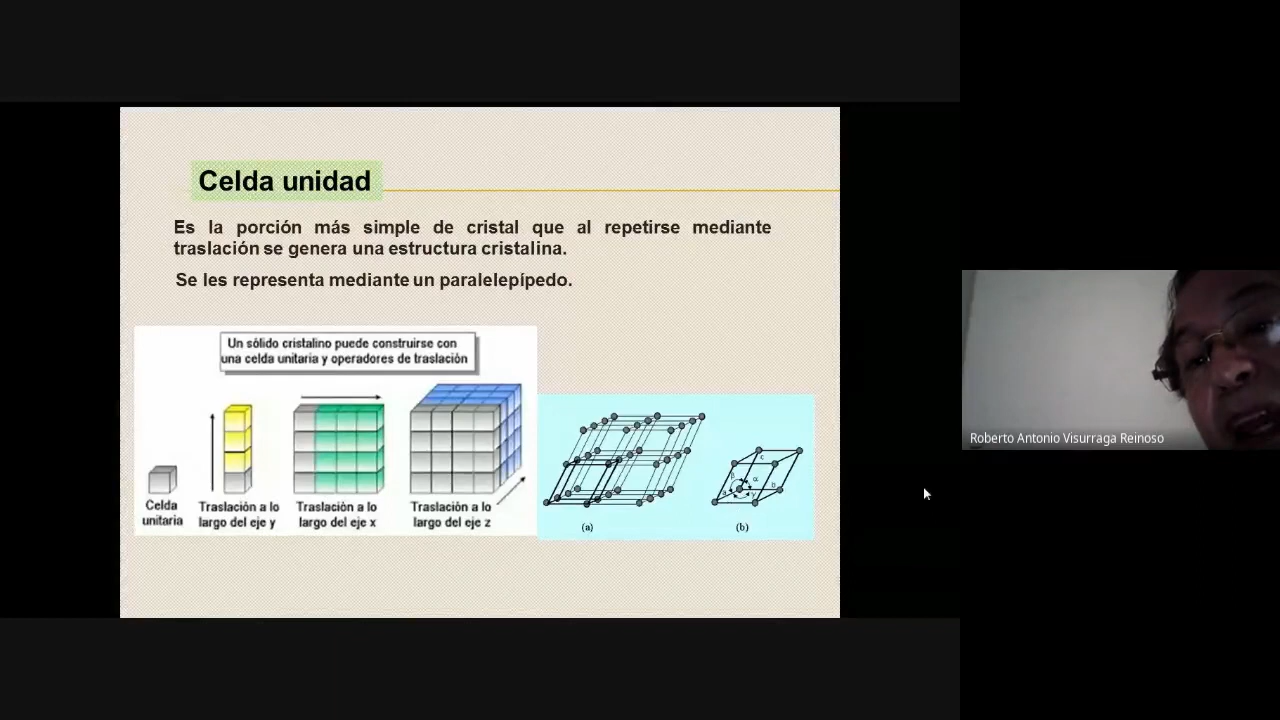 Celda unidad
Es la porción más simple de cristal que al repetirse mediante
traslación se genera una estructura cristalina.
Se les representa mediante un paralelepípedo.
Un sólido cristalino puede construirse con
una celda unitaria y operadores de traslación
Celda
unitaria
Traslación a lo
largo del eje y
Traslación a lo
largo del eje x
Traslación a lo
largo del eje z
(a)
c
α
b
(b)
Roberto Antonio Visurraga Reinoso